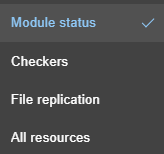 Module status
Checkers
File replication
All resources